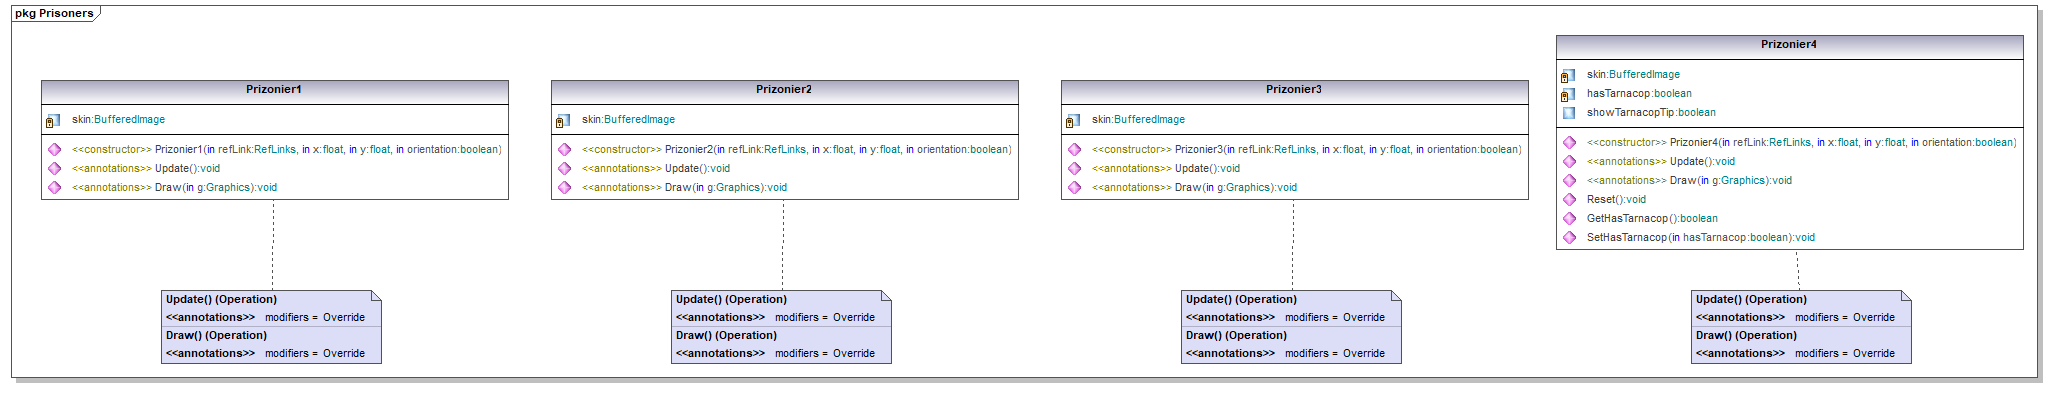 pkg Prisoners
Prizonier1
skin:BufferedImage
<<constructor>> Prizonier1(in refLink:RefLinks, in x:float, in y:float, in orientation:boolean)
<<annotations>> Update():void
<<annotations>> Draw(in g:Graphics):void
Update() (Operation)
<<annotations>> modifiers = Override
Draw() (Operation)
<<annotations>> modifiers = Override
Prizonier2
skin:BufferedImage
<<constructor>> Prizonier2(in refLink:RefLinks, in x:float, in y:float, in orientation:boolean)
<<annotations>> Update():void
<<annotations>> Draw(in g:Graphics):void
Update() (Operation)
<<annotations>> modifiers = Override
Draw() (Operation)
<<annotations>> modifiers = Override
Prizonier3
skin:BufferedImage
<<constructor>> Prizonier3(in refLink:RefLinks, in x:float, in y:float, in orientation:boolean)
<<annotations>> Update():void
<<annotations>> Draw(in g:Graphics):void
Update() (Operation)
<<annotations>> modifiers = Override
Draw() (Operation)
<<annotations>> modifiers = Override
Prizonier4
skin:BufferedImage
hasTarnacop:boolean
showTarnacopTip:boolean
<<constructor>> Prizonier4(in refLink:RefLinks, in x:float, in y:float, in orientation:boolean)
<<annotations>> Update():void
<<annotations>> Draw(in g:Graphics):void
Reset():void
GetHasTarnacop():boolean
SetHasTarnacop(in hasTarnacop:boolean):void
Update() (Operation)
<<annotations>> modifiers = Override
Draw() (Operation)
<<annotations>> modifiers = Override